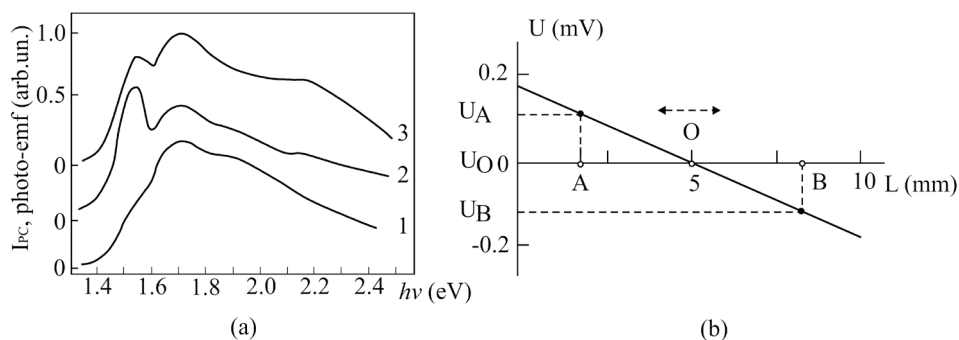 I_PC, photo-emf (arb.un.)
1.0
0.5
0
0
0
3
2
1
1.4 1.6 1.8 2.0 2.2 2.4 hν (eV)
(a)
U (mV)
0.2
U_A
O
U_O 0
A 5 B 10 L (mm)
U_B
-0.2
(b)